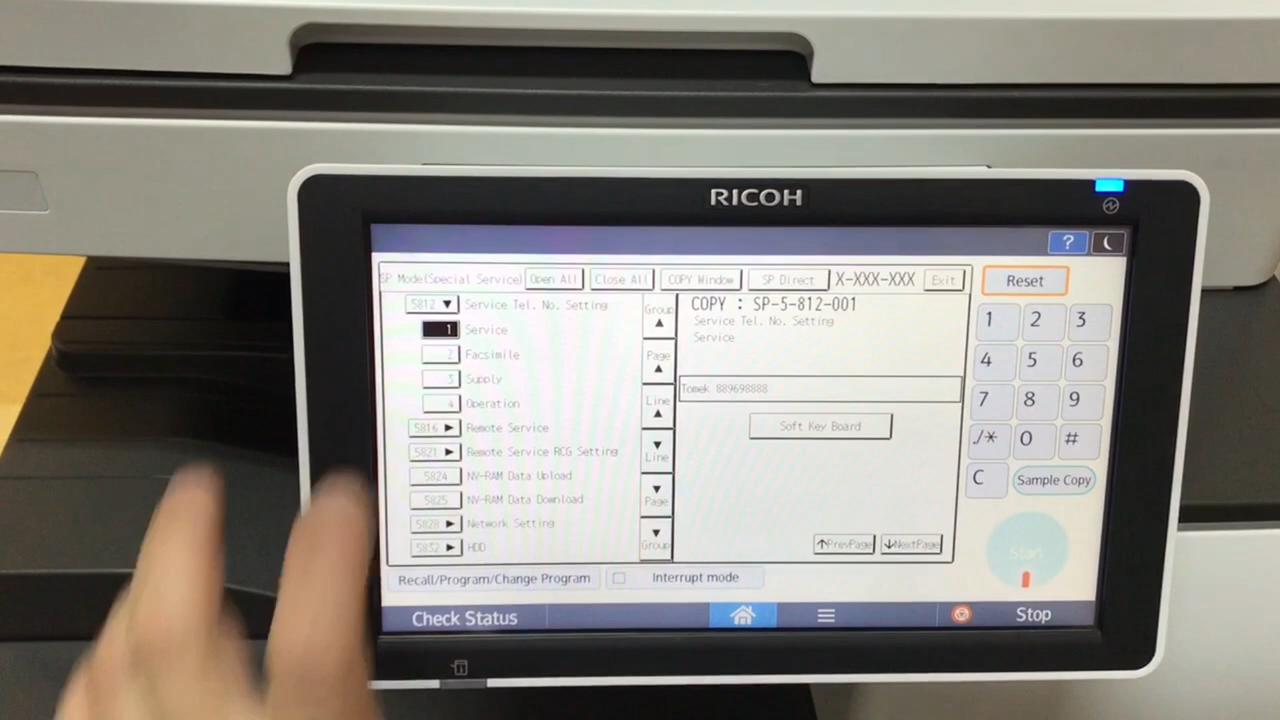 RICOH
?
SP Mode(Special Service) Open All Close All COPY Window SP Direct X-XXX-XXX Exit
Reset
5812 ▼ Service Tel. No. Setting
1 Service
2 Facsimile
3 Supply
4 Operation
5816 ▶ Remote Service
5821 ▶ Remote Service RCG Setting
5824 NV-RAM Data Upload
5825 NV-RAM Data Download
5828 ▶ Network Setting
5832 ▶ HDD
Group ▲
Page ▲
Line ▲
▼ Line
▼ Page
▼ Group
COPY : SP-5-812-001
Service Tel. No. Setting
Service
Tomek 889698888
Soft Key Board
↑PrevPage ↓NextPage
1 2 3
4 5 6
7 8 9
./* 0 #
C Sample Copy
Start
Recall/Program/Change Program Interrupt mode
Check Status Stop